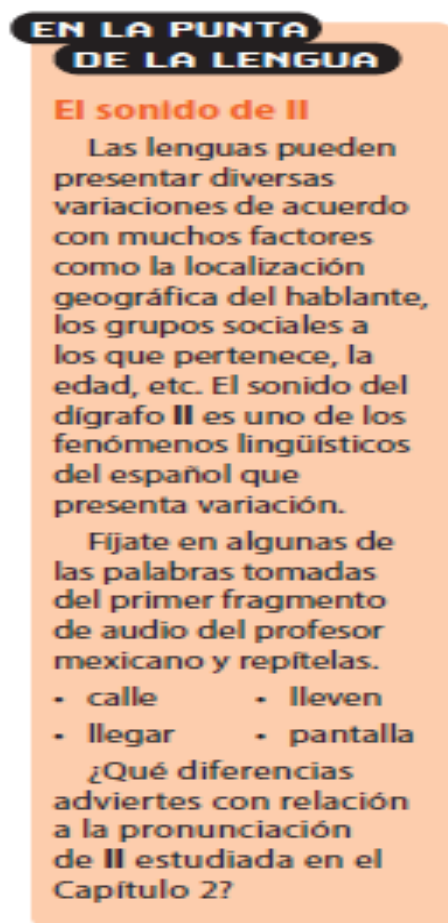 EN LA PUNTA
DE LA LENGUA
El sonido de ll
Las lenguas pueden
presentar diversas
variaciones de acuerdo
con muchos factores
como la localización
geográfica del hablante,
los grupos sociales a
los que pertenece, la
edad, etc. El sonido del
dígrafo ll es uno de los
fenómenos lingüísticos
del español que
presenta variación.
Fíjate en algunas de
las palabras tomadas
del primer fragmento
de audio del profesor
mexicano y repítelas.
• calle • lleven
• llegar • pantalla
¿Qué diferencias
adviertes con relación
a la pronunciación
de ll estudiada en el
Capítulo 2?